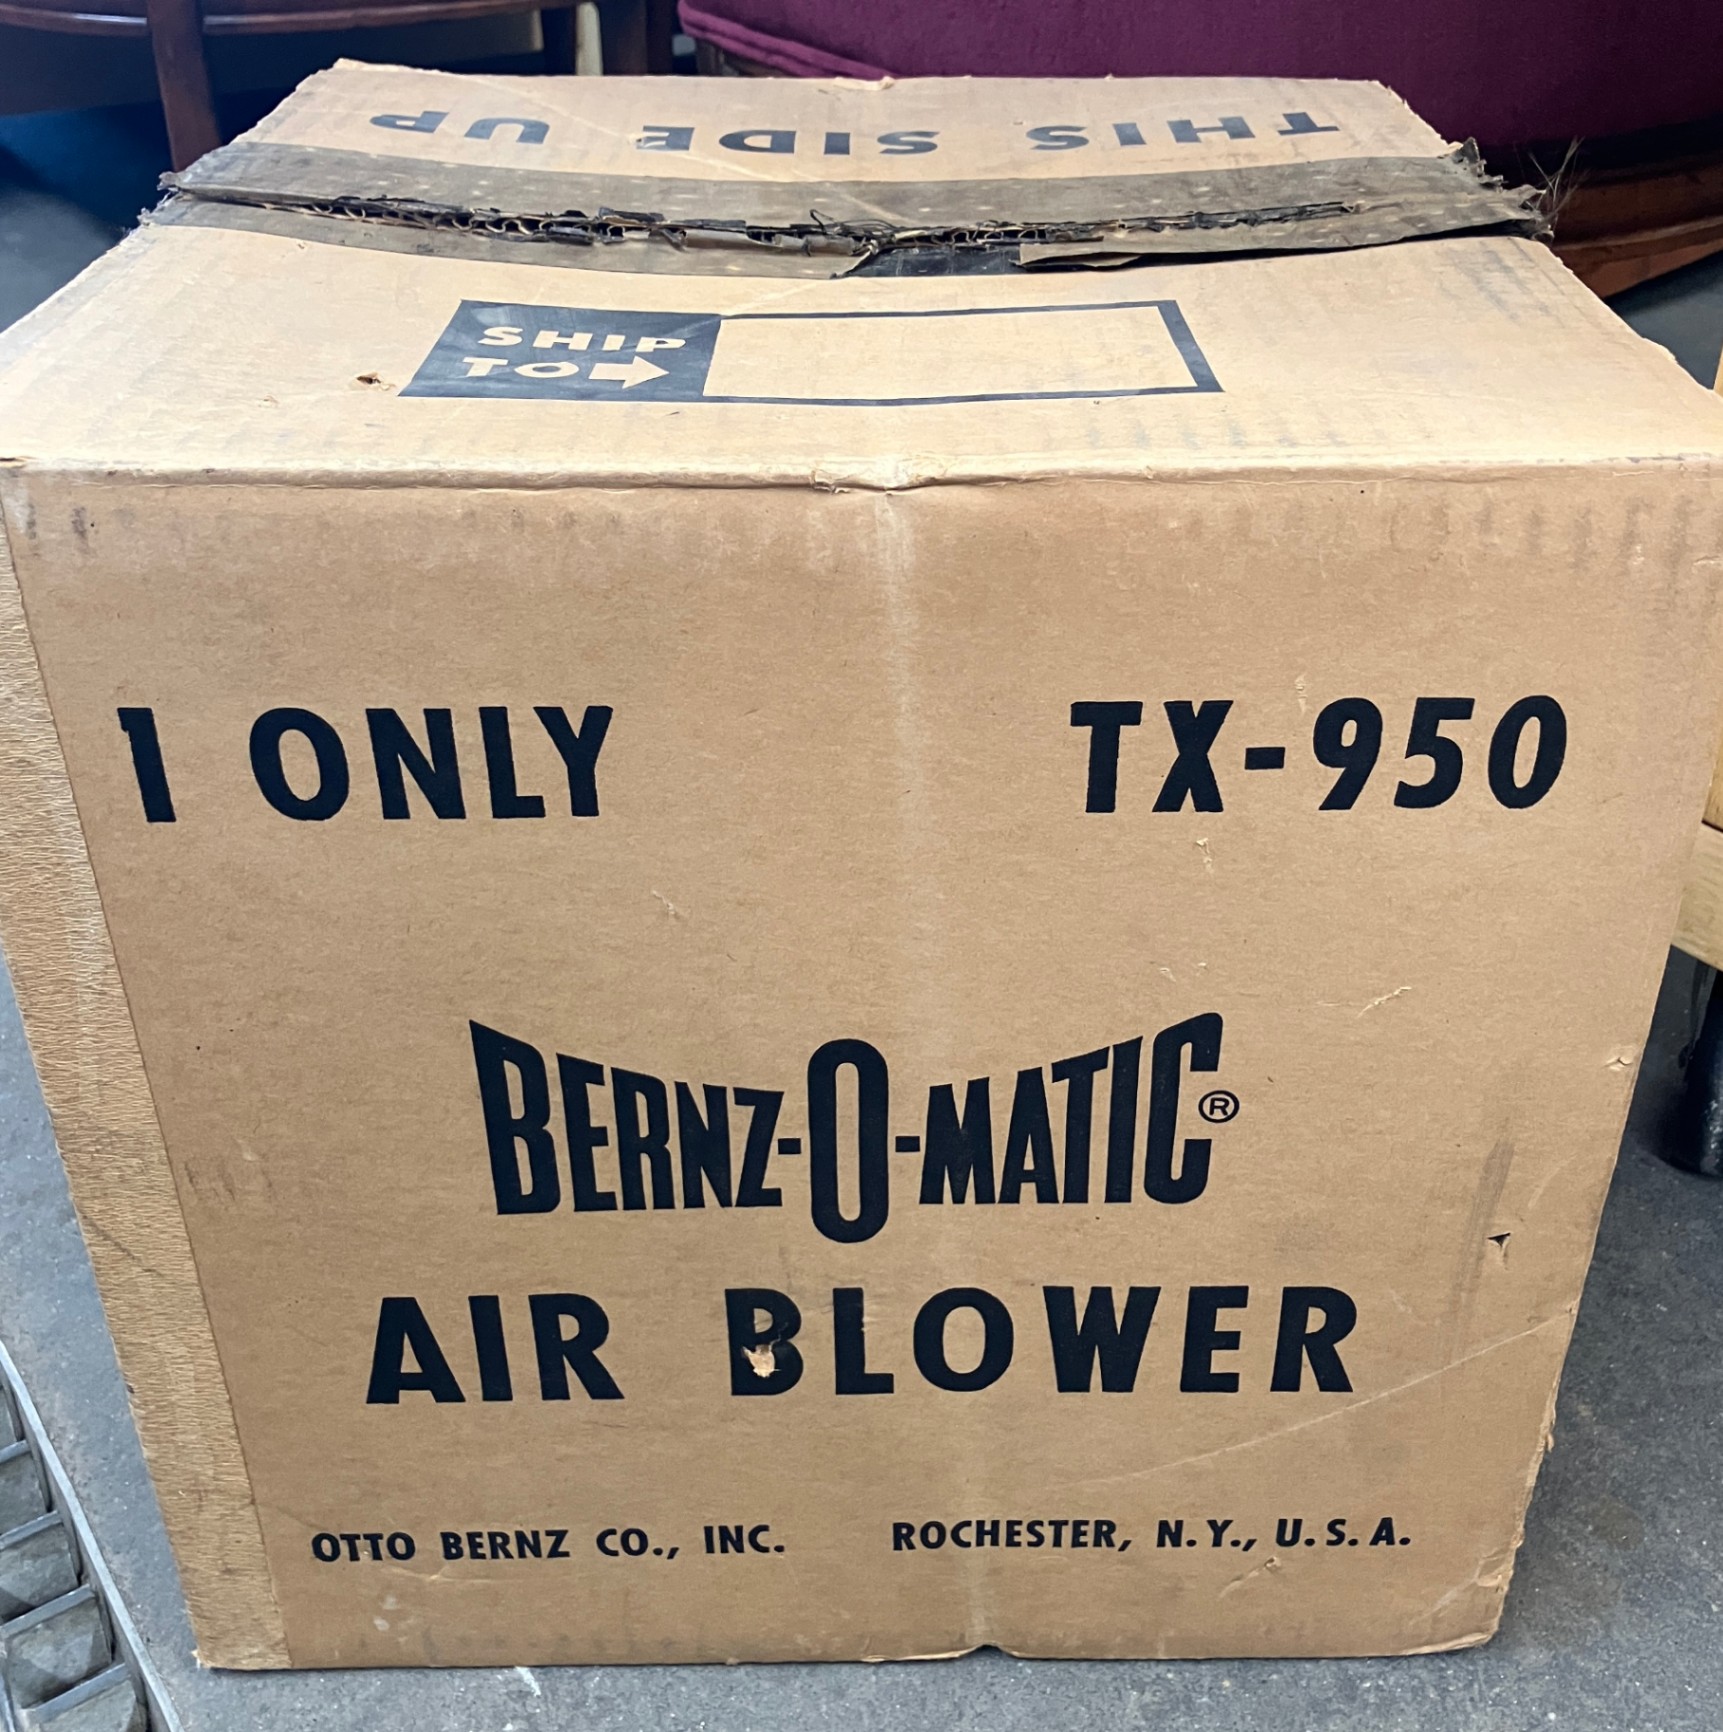 THIS SIDE UP
SHIP
TO
1 ONLY TX-950
BERNZ-O-MATIC®
AIR BLOWER
OTTO BERNZ CO., INC. ROCHESTER, N.Y., U.S.A.